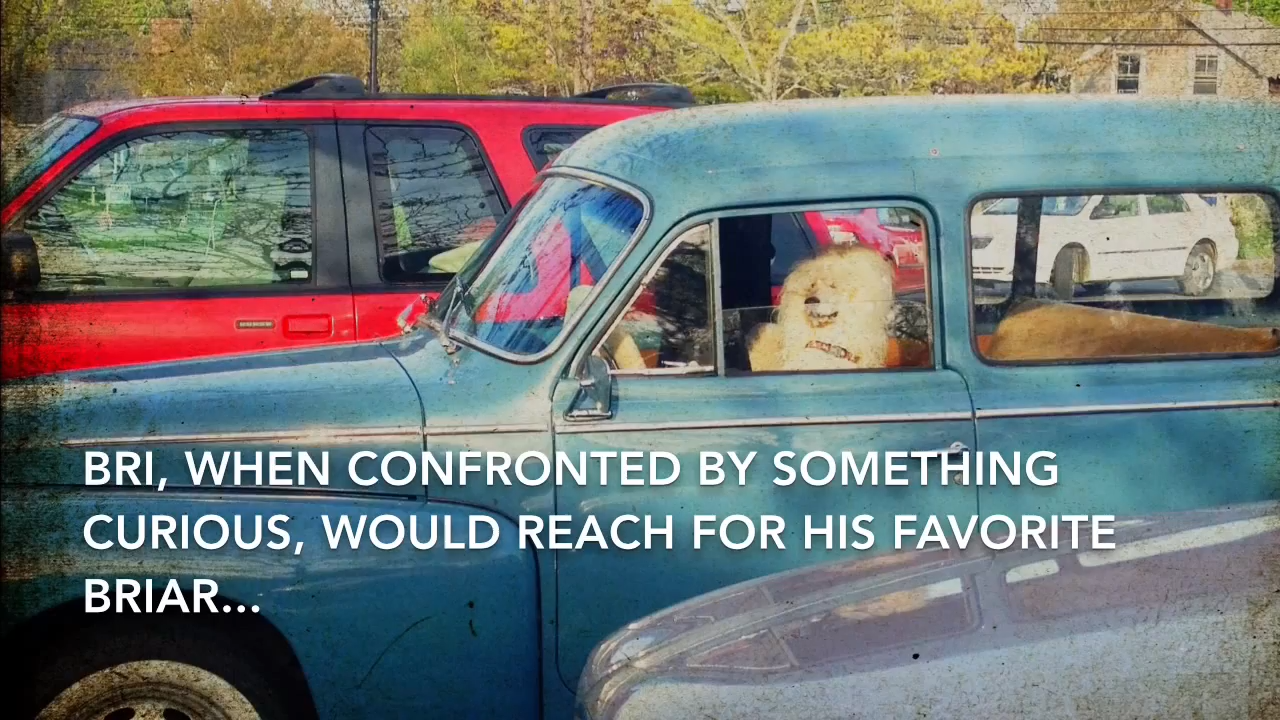 BRI, WHEN CONFRONTED BY SOMETHING
CURIOUS, WOULD REACH FOR HIS FAVORITE
BRIAR...